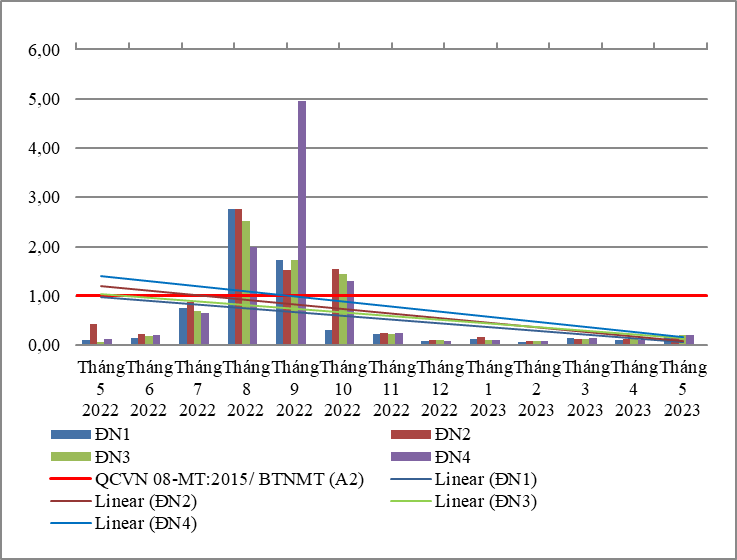 6,00
5,00
4,00
3,00
2,00
1,00
0,00
Tháng Tháng Tháng Tháng Tháng Tháng Tháng Tháng Tháng Tháng Tháng Tháng Tháng
5 6 7 8 9 10 11 12 1 2 3 4 5
2022 2022 2022 2022 2022 2022 2022 2022 2023 2023 2023 2023 2023
ĐN1 ĐN2
ĐN3 ĐN4
QCVN 08-MT:2015/ BTNMT (A2) Linear (ĐN1)
Linear (ĐN2) Linear (ĐN3)
Linear (ĐN4)